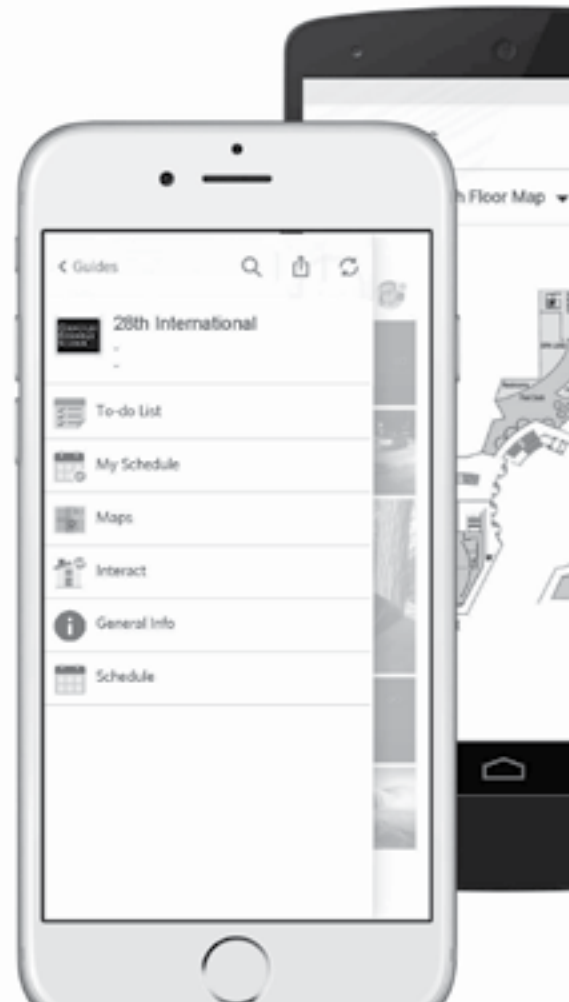 < Guides
28th International
-
-
To-do List
My Schedule
Maps
Interact
General Info
Schedule
h Floor Map